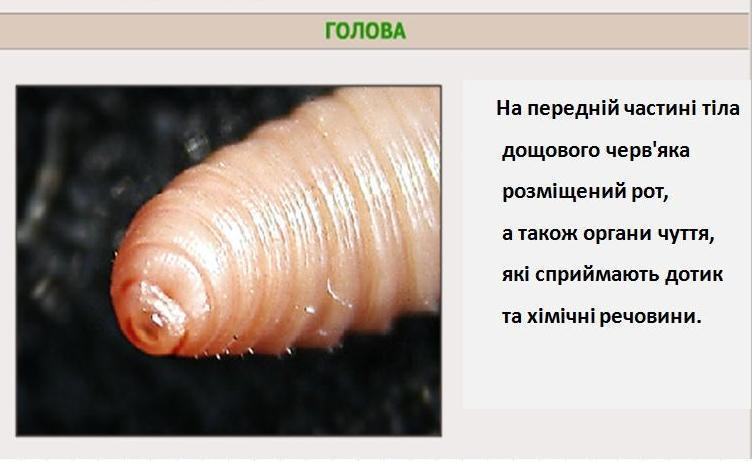 ГОЛОВА
На передній частині тіла
дощового черв'яка
розміщений рот,
а також органи чуття,
які сприймають дотик
та хімічні речовини.